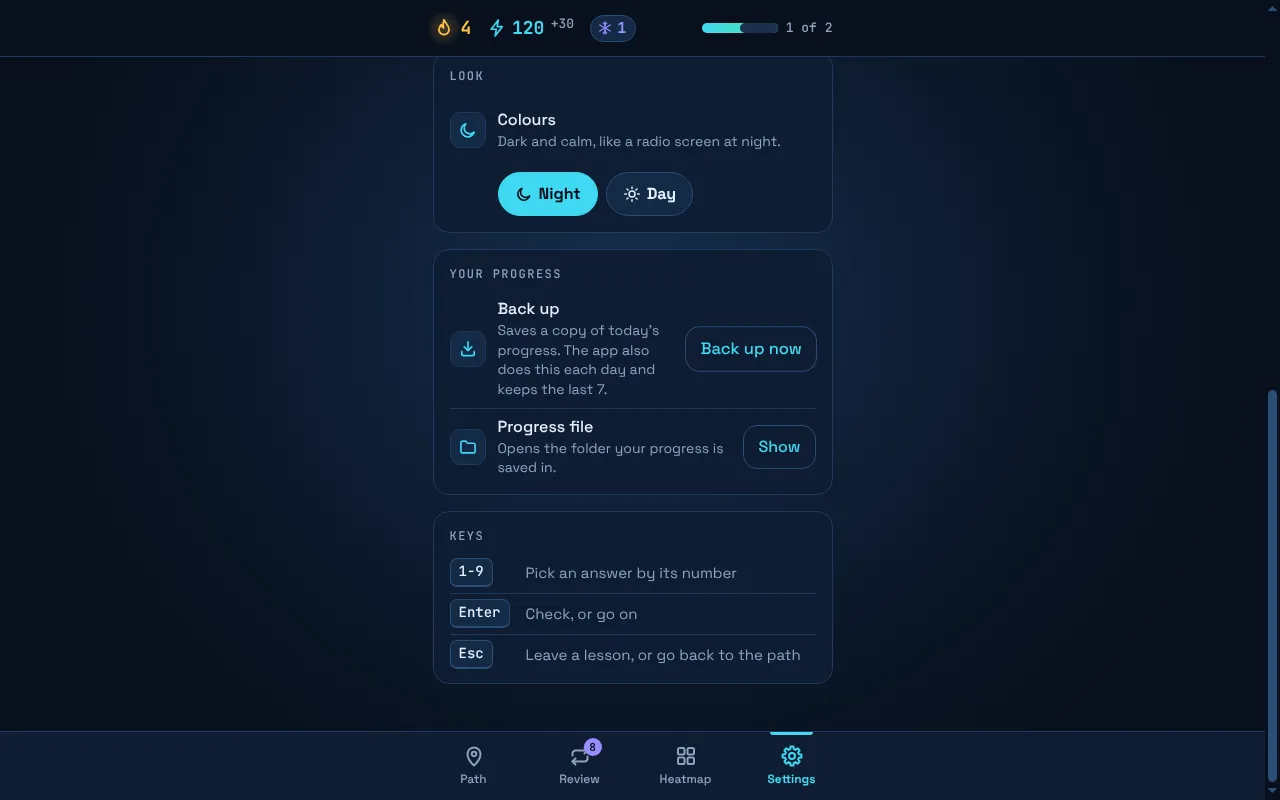 4 120 +30 1 1 of 2
LOOK
Colours
Dark and calm, like a radio screen at night.
Night Day
YOUR PROGRESS
Back up
Saves a copy of today's
progress. The app also
does this each day and
keeps the last 7.
Back up now
Progress file
Opens the folder your progress is
saved in.
Show
KEYS
1-9 Pick an answer by its number
Enter Check, or go on
Esc Leave a lesson, or go back to the path
8
Path Review Heatmap Settings